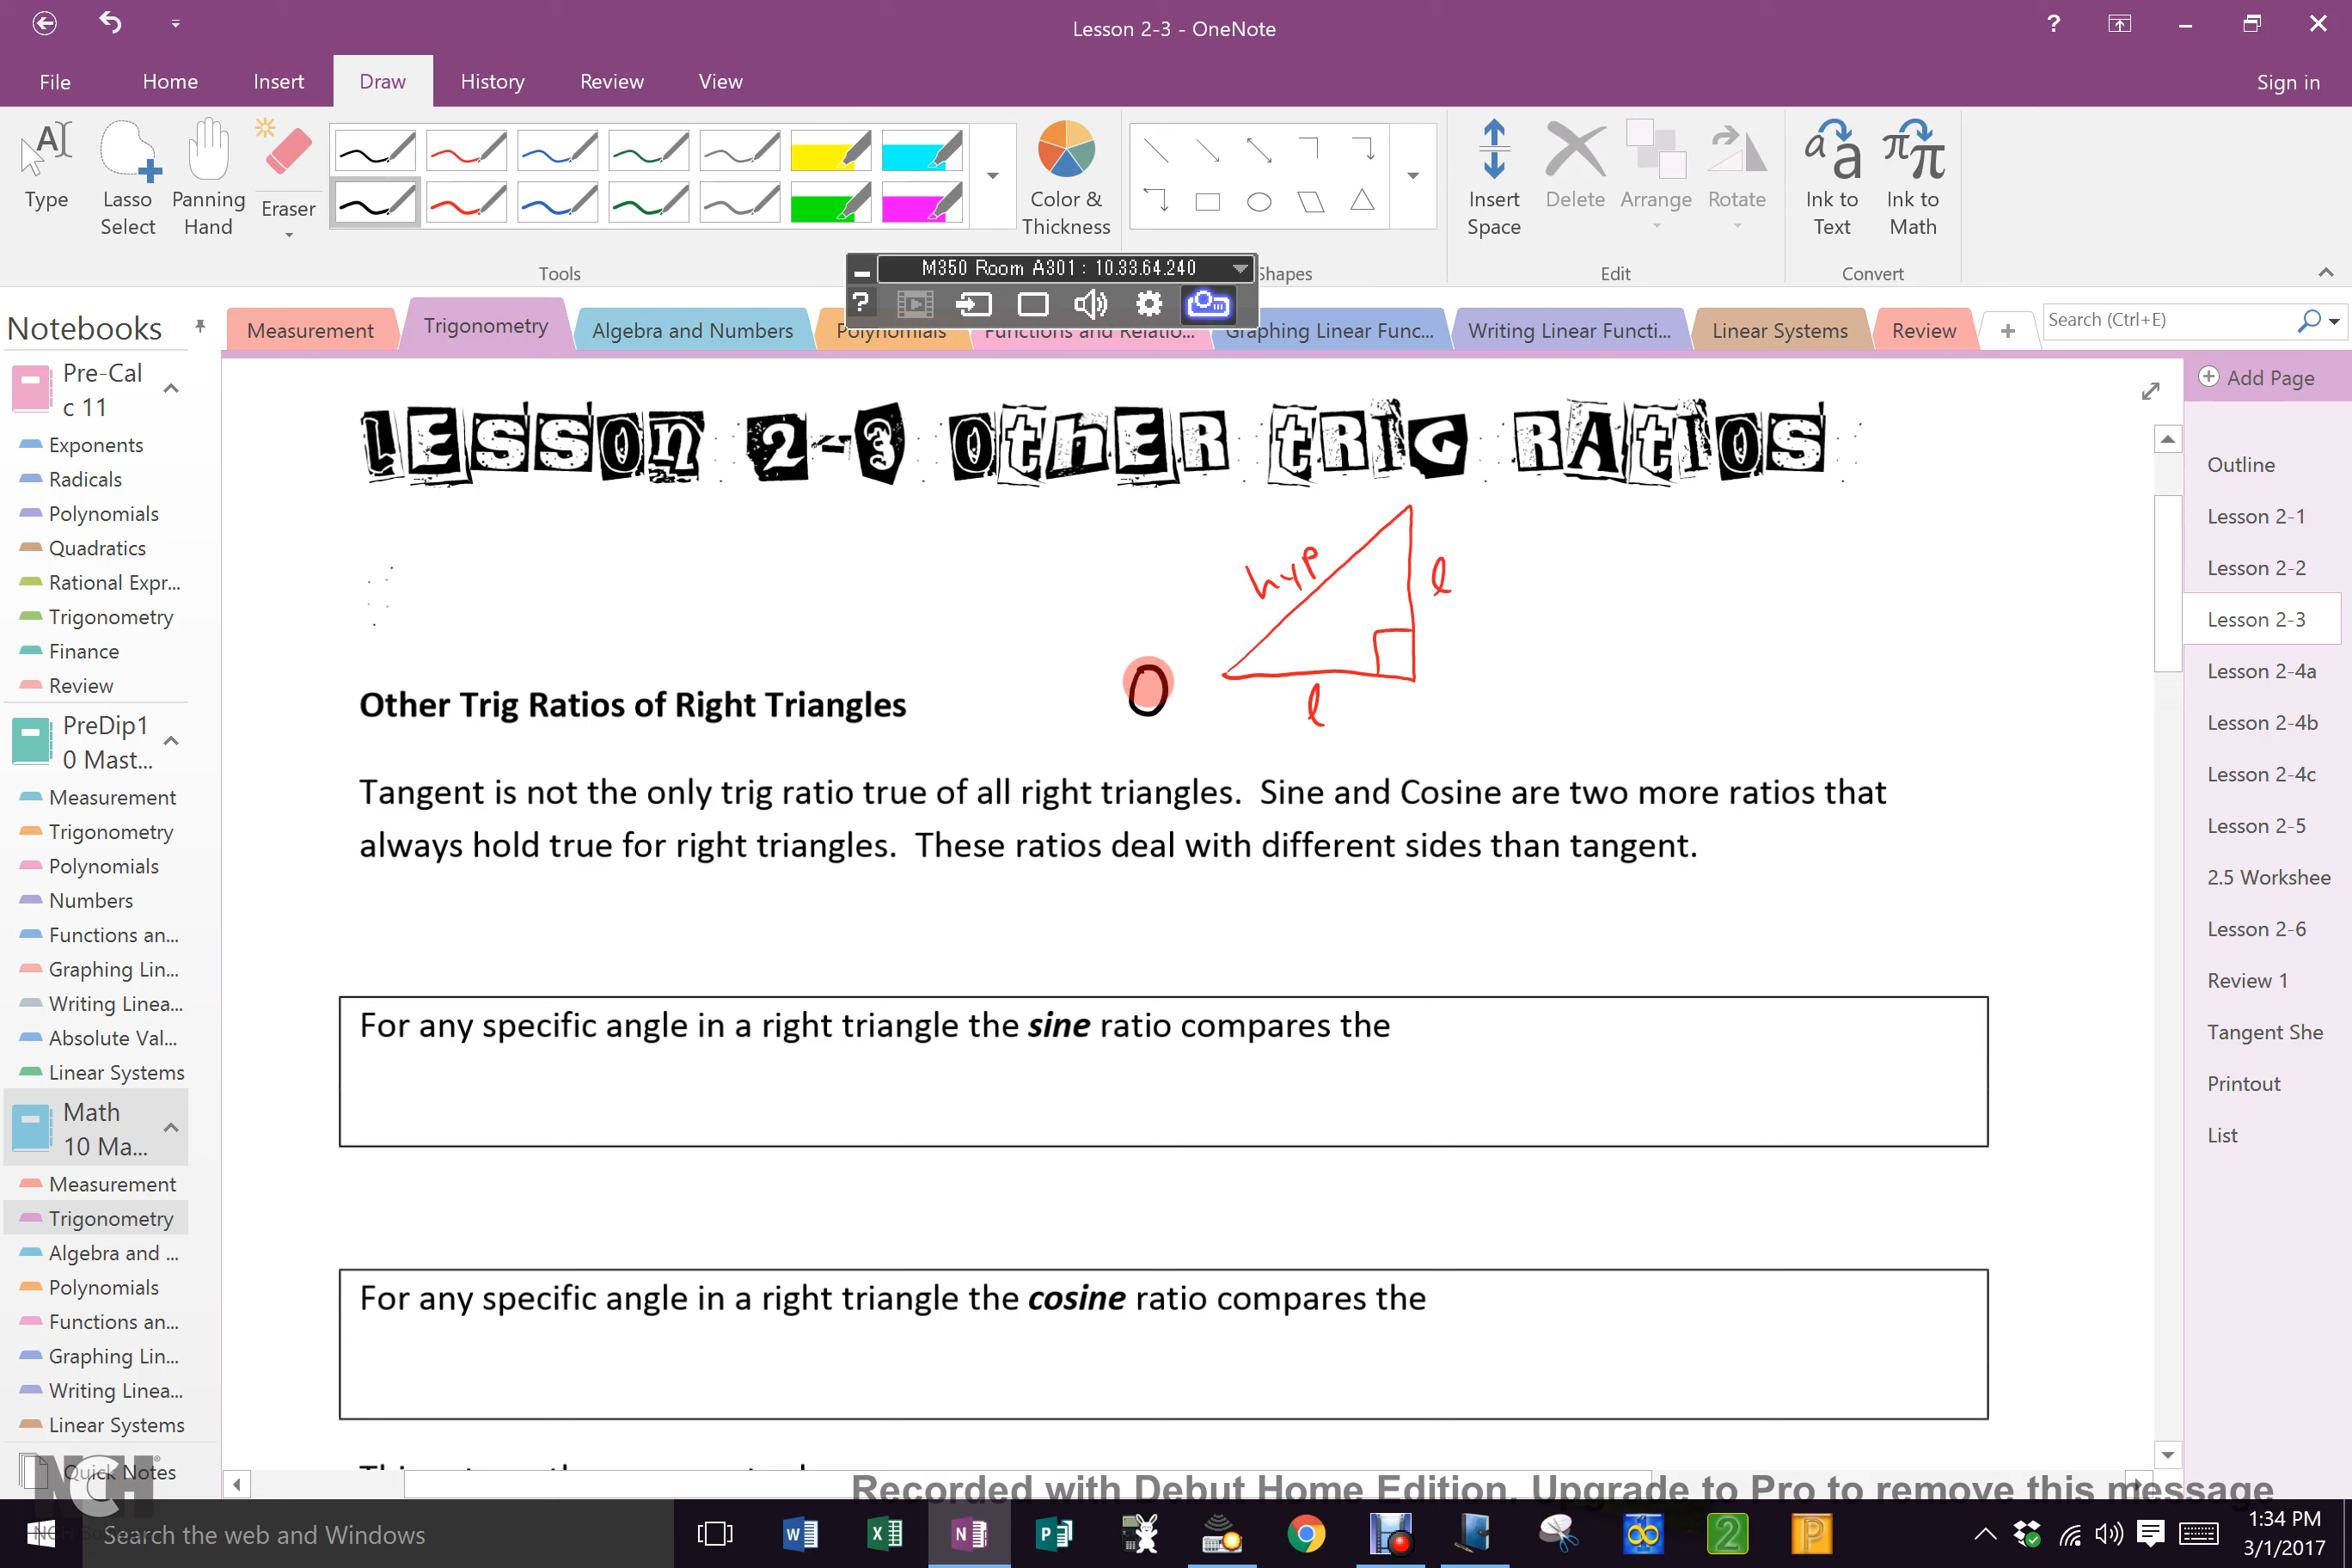 Lesson 2-3 - OneNote
File Home Insert Draw History Review View Sign in
Type Lasso Select Panning Hand Eraser Color & Thickness Insert Space Delete Arrange Rotate Ink to Text Ink to Math
Tools Shapes Edit Convert
M350 Room A301 : 10.33.64.240
Notebooks
Measurement Trigonometry Algebra and Numbers Polynomials Functions and Relatio... Graphing Linear Func... Writing Linear Functi... Linear Systems Review
Search (Ctrl+E)
Pre-Cal
c 11
Exponents
Radicals
Polynomials
Quadratics
Rational Expr...
Trigonometry
Finance
Review
PreDip1
0 Mast...
Measurement
Trigonometry
Polynomials
Numbers
Functions an...
Graphing Lin...
Writing Linea...
Absolute Val...
Linear Systems
Math
10 Ma...
Measurement
Trigonometry
Algebra and ...
Polynomials
Functions an...
Graphing Lin...
Writing Linea...
Linear Systems
Quick Notes
LESSON 2-3 OTHER TRIG RATIOS
hyp
l
l
O
Other Trig Ratios of Right Triangles
Tangent is not the only trig ratio true of all right triangles. Sine and Cosine are two more ratios that
always hold true for right triangles. These ratios deal with different sides than tangent.
For any specific angle in a right triangle the sine ratio compares the
For any specific angle in a right triangle the cosine ratio compares the
Add Page
Outline
Lesson 2-1
Lesson 2-2
Lesson 2-3
Lesson 2-4a
Lesson 2-4b
Lesson 2-4c
Lesson 2-5
2.5 Workshee
Lesson 2-6
Review 1
Tangent She
Printout
List
Recorded with Debut Home Edition. Upgrade to Pro to remove this message
NCH
Search the web and Windows
1:34 PM
3/1/2017